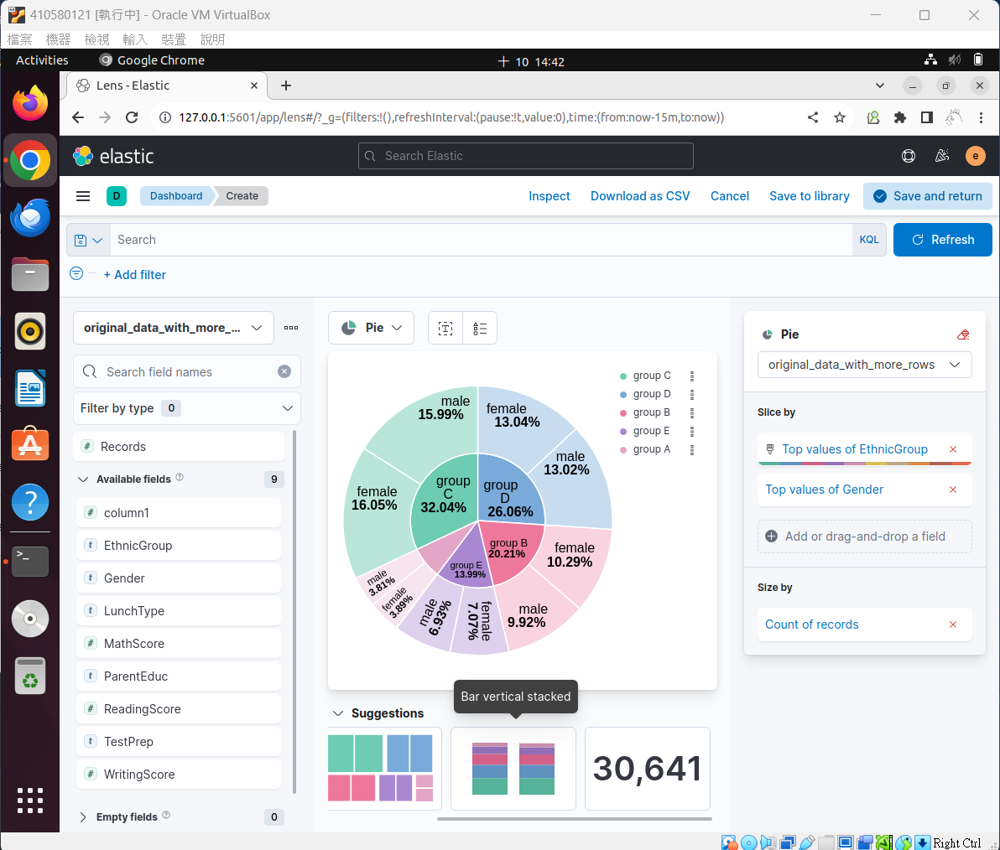 410580121 [執行中] - Oracle VM VirtualBox
檔案 機器 檢視 輸入 裝置 說明
Activities Google Chrome 十 10 14:42
Lens - Elastic
127.0.0.1:5601/app/lens#/?_g=(filters:!(),refreshInterval:(pause:!t,value:0),time:(from:now-15m,to:now))
elastic Search Elastic e
D Dashboard Create Inspect Download as CSV Cancel Save to library Save and return
Search KQL Refresh
+ Add filter
original_data_with_more_...
Search field names
Filter by type 0
# Records
Available fields 9
# column1
t EthnicGroup
t Gender
t LunchType
# MathScore
t ParentEduc
# ReadingScore
t TestPrep
# WritingScore
Empty fields 0
Pie
group C
group D
group B
group E
group A
male
15.99%
female
13.04%
male
13.02%
female
16.05%
group
C
32.04%
group
D
26.06%
group B
20.21%
group E
13.99%
female
10.29%
male
9.92%
female
7.07%
male
6.93%
female
3.89%
male
3.81%
Bar vertical stacked
Suggestions
30,641
Pie
original_data_with_more_rows
Slice by
Top values of EthnicGroup
Top values of Gender
Add or drag-and-drop a field
Size by
Count of records
Right Ctrl